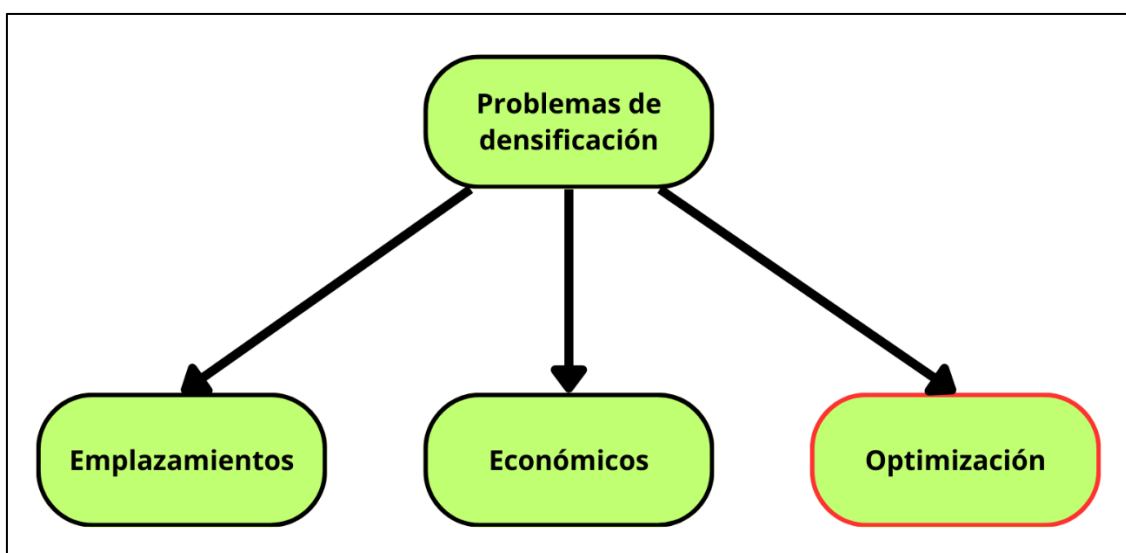 Problemas de
densificación
Emplazamientos
Económicos
Optimización